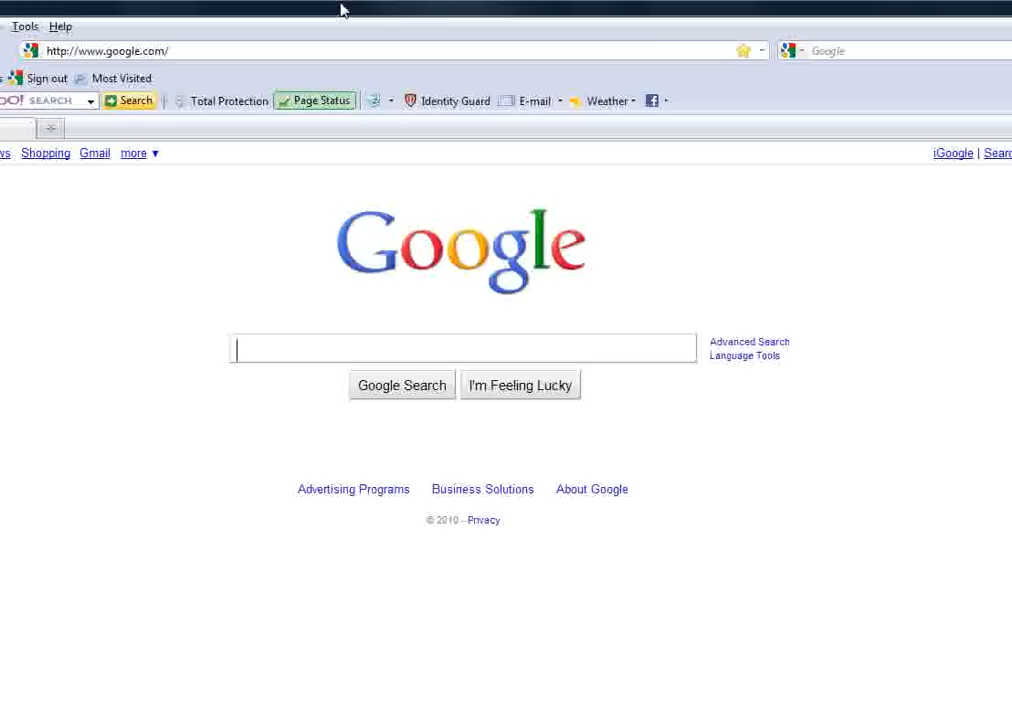 Tools Help
http://www.google.com/ Google
Sign out Most Visited
SEARCH Search Total Protection Page Status Identity Guard E-mail Weather
Shopping Gmail more ▼ iGoogle |
Google
Advanced Search
Language Tools
Google Search I'm Feeling Lucky
Advertising Programs Business Solutions About Google
© 2010 - Privacy